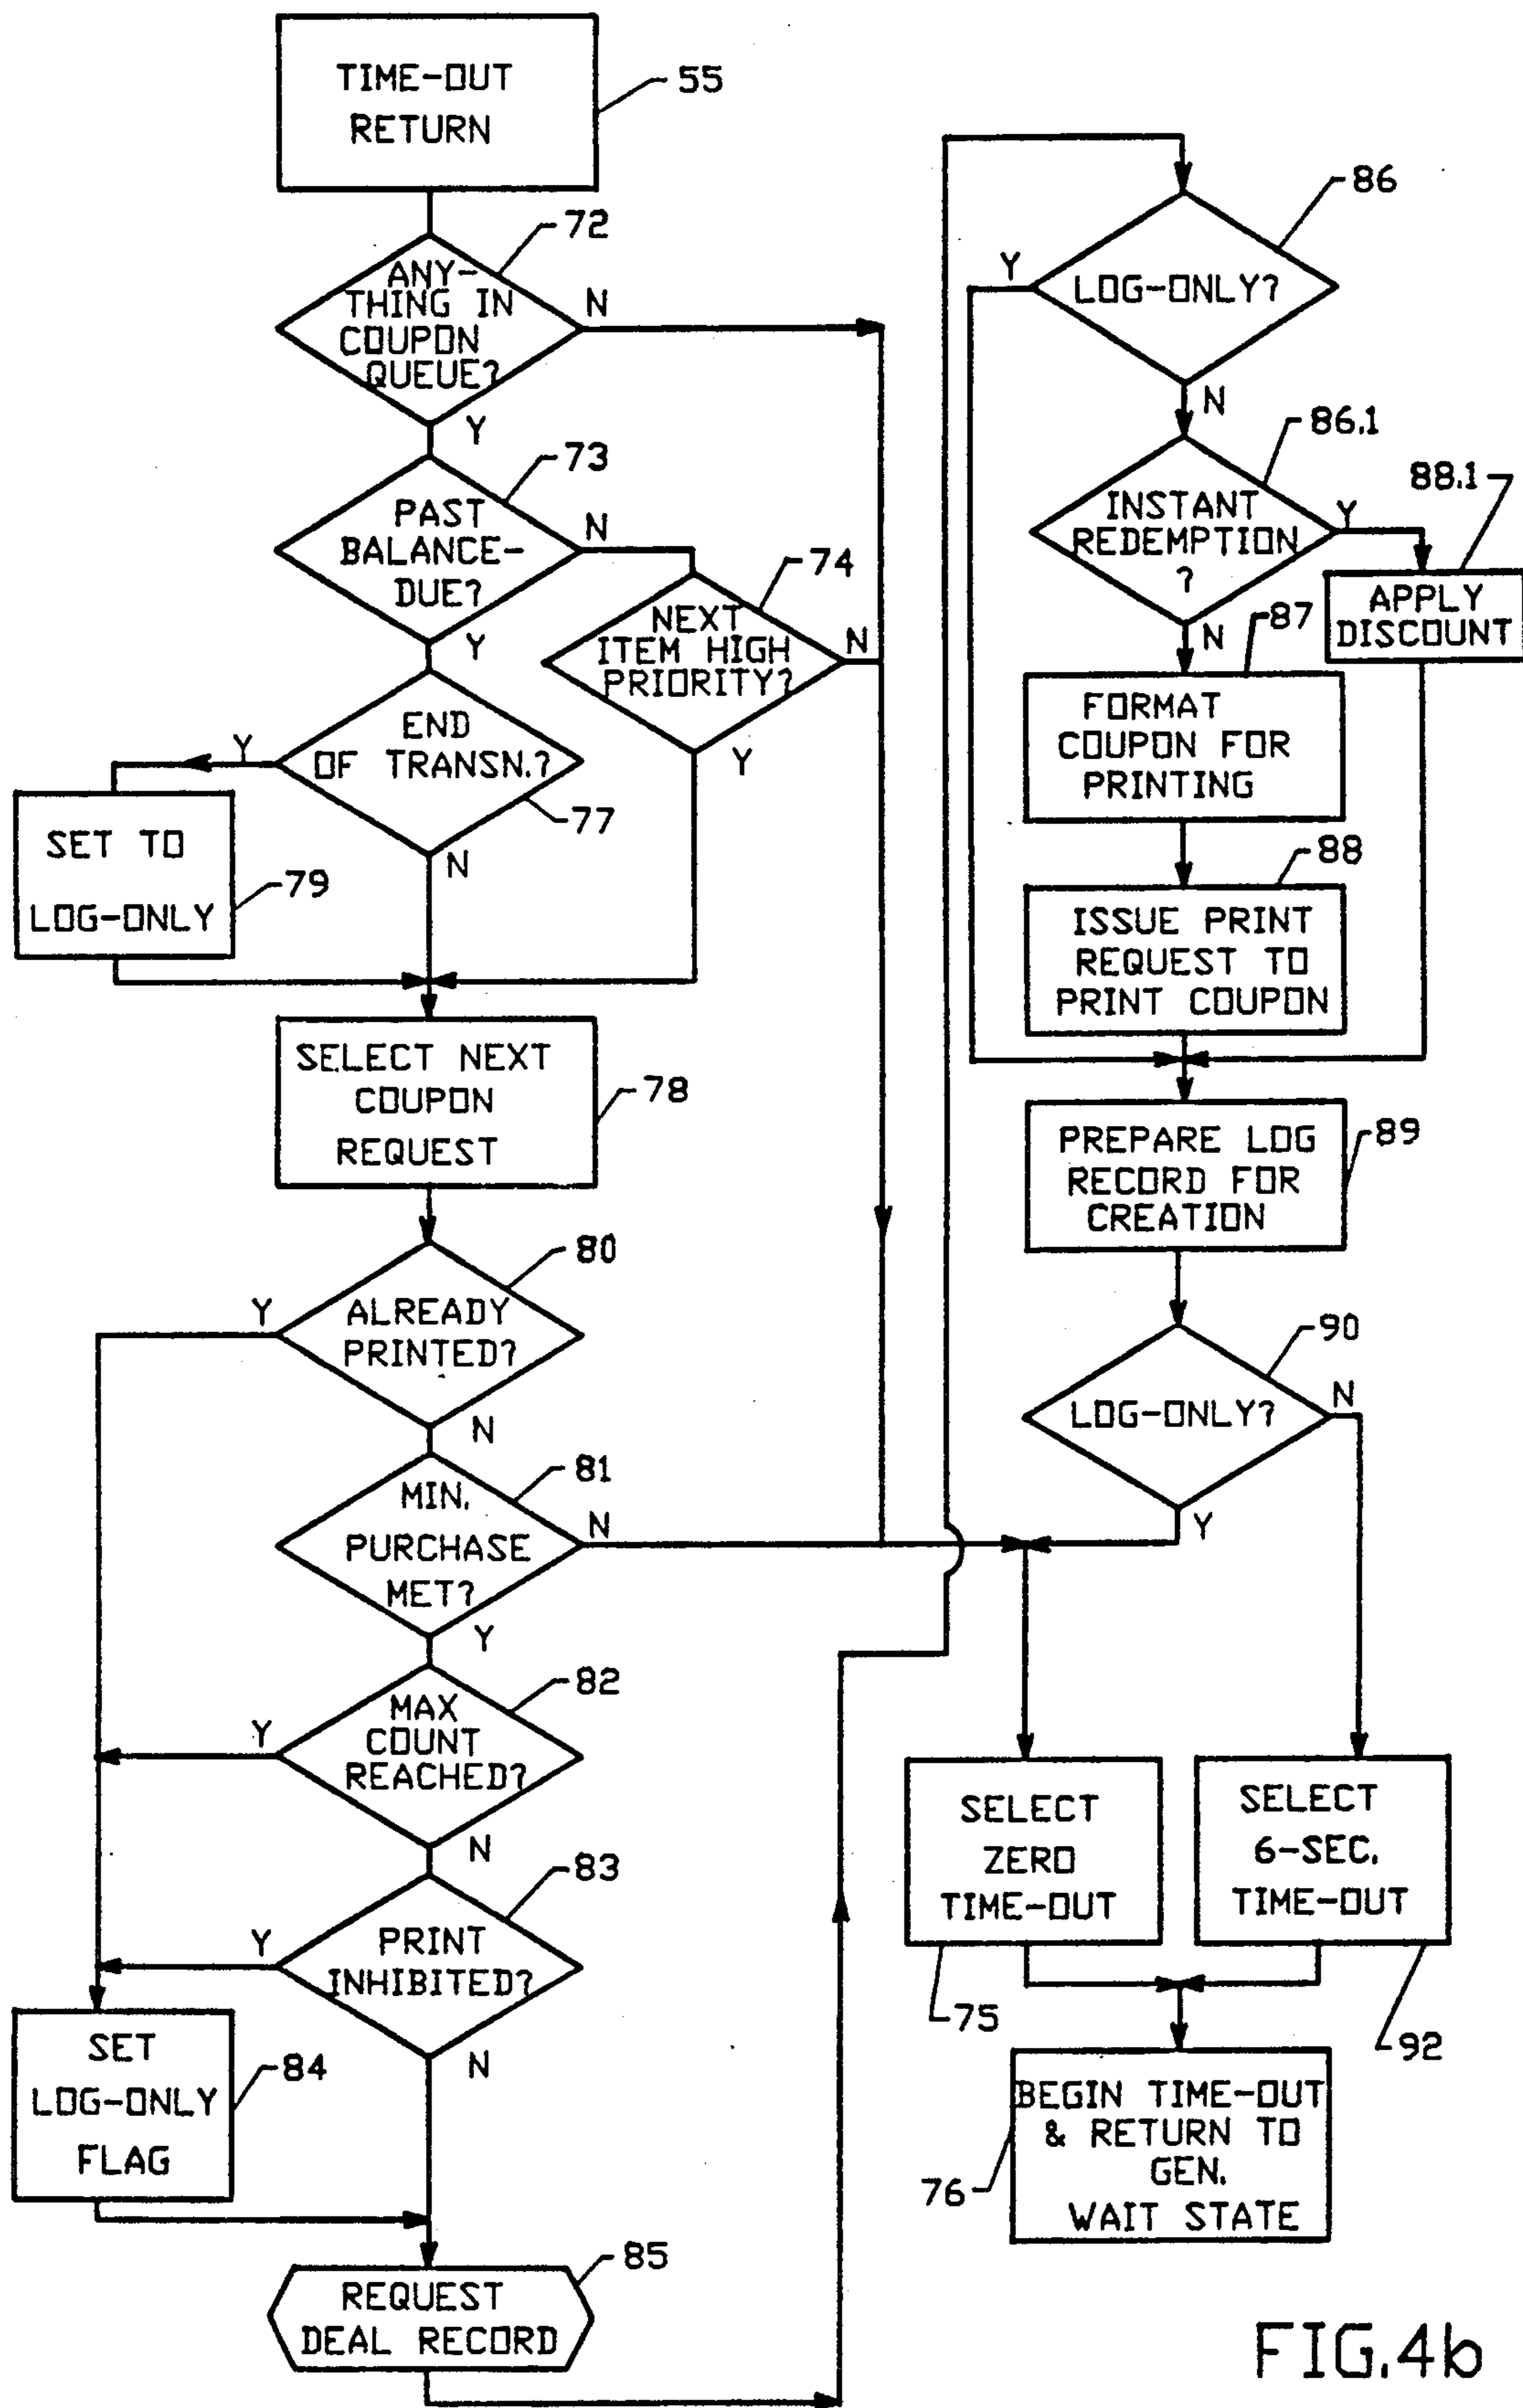 TIME-OUT
RETURN
55
72
ANY-
THING IN
COUPON
QUEUE?
N
Y
73
PAST
BALANCE-
DUE?
N
Y
74
NEXT
ITEM HIGH
PRIORITY?
N
Y
END
OF TRANSN.?
Y
77
N
SET TO
LOG-ONLY
79
SELECT NEXT
COUPON
REQUEST
78
80
ALREADY
PRINTED?
Y
N
81
MIN.
PURCHASE
MET?
N
Y
82
MAX
COUNT
REACHED?
Y
N
83
PRINT
INHIBITED?
Y
N
SET
LOG-ONLY
FLAG
84
85
REQUEST
DEAL RECORD
86
LOG-ONLY?
Y
N
86.1
INSTANT
REDEMPTION
?
Y
N
88.1
APPLY
DISCOUNT
87
FORMAT
COUPON FOR
PRINTING
88
ISSUE PRINT
REQUEST TO
PRINT COUPON
PREPARE LOG
RECORD FOR
CREATION
89
90
LOG-ONLY?
N
Y
SELECT
ZERO
TIME-OUT
75
SELECT
6-SEC.
TIME-OUT
92
BEGIN TIME-OUT
& RETURN TO
GEN.
WAIT STATE
76
FIG.4b